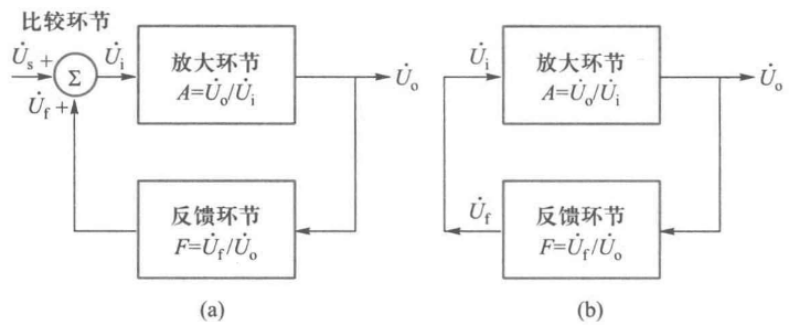 比较环节
U̇s + U̇i
Σ
U̇f +
放大环节
A=U̇o/U̇i
U̇o
反馈环节
F=U̇f/U̇o
(a)
U̇i
放大环节
A=U̇o/U̇i
U̇o
U̇f
反馈环节
F=U̇f/U̇o
(b)